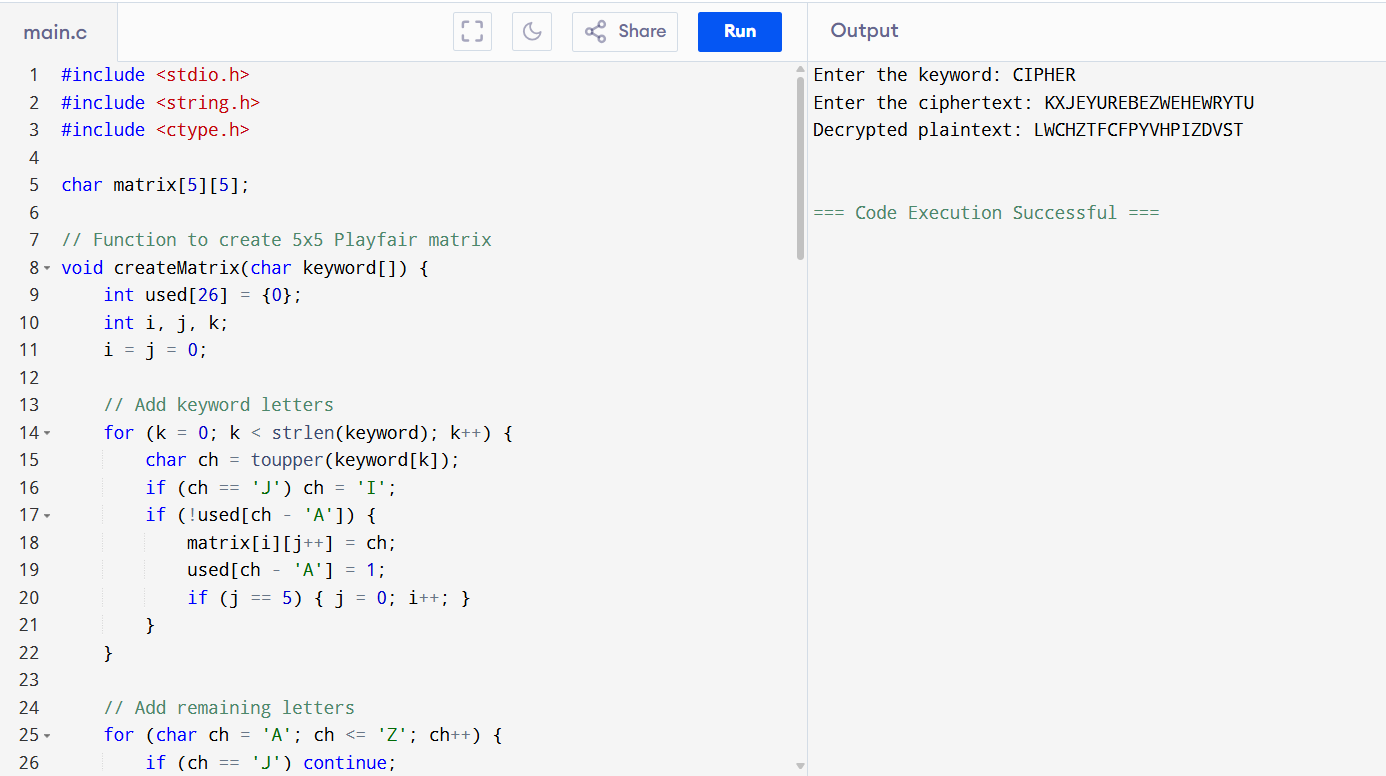 main.c
Share
Run
Output
1 #include <stdio.h>
2 #include <string.h>
3 #include <ctype.h>
4
5 char matrix[5][5];
6
7 // Function to create 5x5 Playfair matrix
8 void createMatrix(char keyword[]) {
9     int used[26] = {0};
10     int i, j, k;
11     i = j = 0;
12
13     // Add keyword letters
14     for (k = 0; k < strlen(keyword); k++) {
15         char ch = toupper(keyword[k]);
16         if (ch == 'J') ch = 'I';
17         if (!used[ch - 'A']) {
18             matrix[i][j++] = ch;
19             used[ch - 'A'] = 1;
20             if (j == 5) { j = 0; i++; }
21         }
22     }
23
24     // Add remaining letters
25     for (char ch = 'A'; ch <= 'Z'; ch++) {
26         if (ch == 'J') continue;
Enter the keyword: CIPHER
Enter the ciphertext: KXJEYUREBEZWEHEWRYTU
Decrypted plaintext: LWCHZTFCFPYVHPIZDVST
=== Code Execution Successful ===